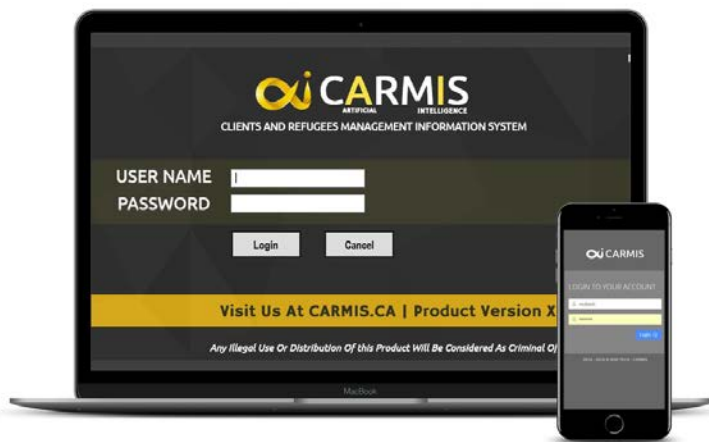 CARMIS
ARTIFICIAL INTELLIGENCE
CLIENTS AND REFUGEES MANAGEMENT INFORMATION SYSTEM
USER NAME
PASSWORD
Login Cancel
Visit Us At CARMIS.CA | Product Version X
Any Illegal Use Or Distribution Of this Product Will Be Considered As Criminal Of
MacBook
CARMIS
LOGIN TO YOUR ACCOUNT
Login